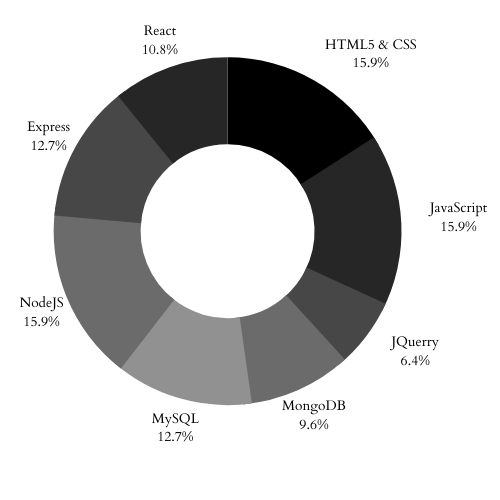 React
10.8%
HTML5 & CSS
15.9%
Express
12.7%
JavaScript
15.9%
NodeJS
15.9%
JQuerry
6.4%
MongoDB
9.6%
MySQL
12.7%